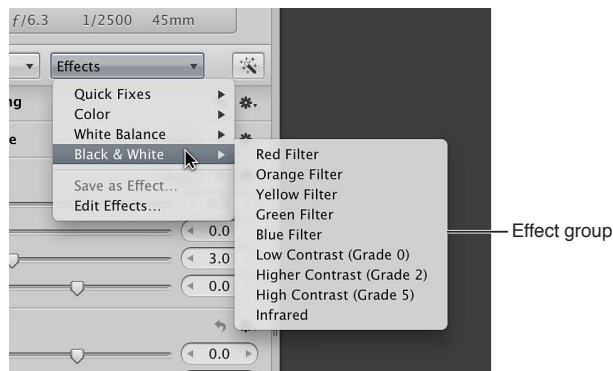 f/6.3 1/2500 45mm
Effects
ng
e
Quick Fixes
Color
White Balance
Black & White
Save as Effect...
Edit Effects...
Red Filter
Orange Filter
Yellow Filter
Green Filter
Blue Filter
Low Contrast (Grade 0)
Higher Contrast (Grade 2)
High Contrast (Grade 5)
Infrared
Effect group
0.0
3.0
0.0
0.0